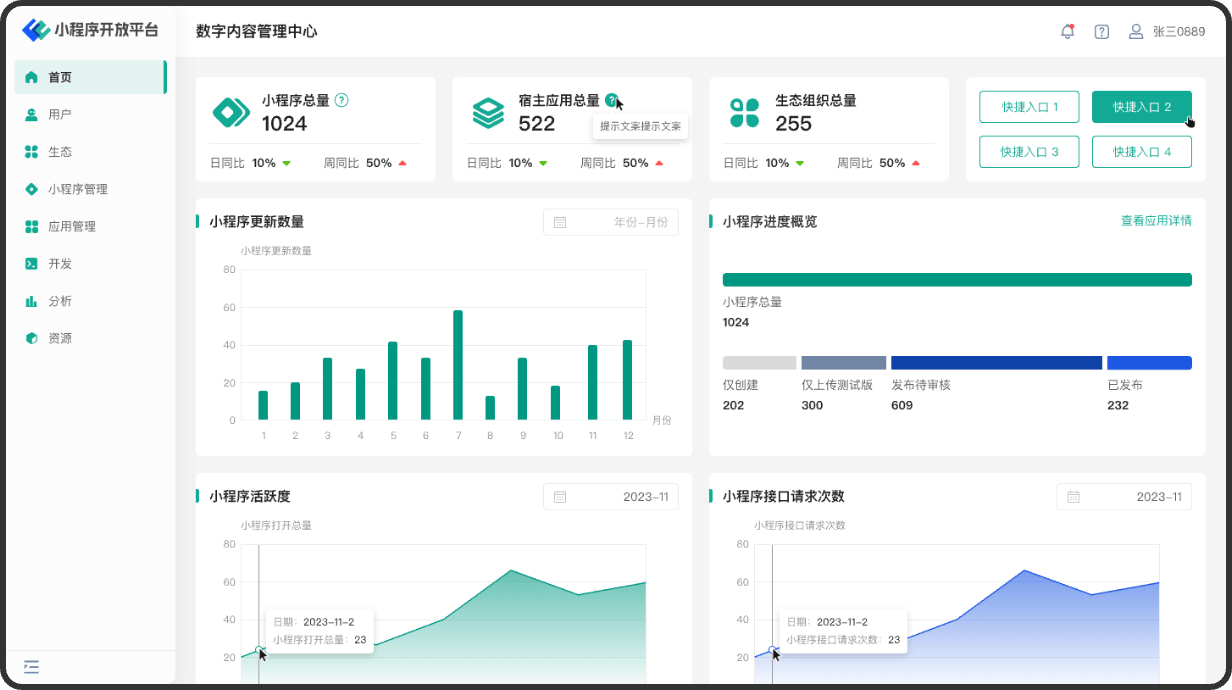 小程序开放平台
数字内容管理中心
张三0889
首页
用户
生态
小程序管理
应用管理
开发
分析
资源
小程序总量 ?
1024
日同比 10% 周同比 50%
宿主应用总量 ?
522
提示文案提示文案
日同比 10% 周同比 50%
生态组织总量
255
日同比 10% 周同比 50%
快捷入口 1 快捷入口 2
快捷入口 3 快捷入口 4
小程序更新数量
年份-月份
小程序更新数量
80
60
40
20
0
月份
1 2 3 4 5 6 7 8 9 10 11 12
小程序进度概览
查看应用详情
小程序总量
1024
仅创建 仅上传测试版 发布待审核 已发布
202 300 609 232
小程序活跃度
2023-11
小程序打开总量
80
60
40
20
日期: 2023-11-2
小程序打开总量: 23
小程序接口请求次数
2023-11
小程序接口请求次数
80
60
40
20
日期: 2023-11-2
小程序接口请求次数: 23